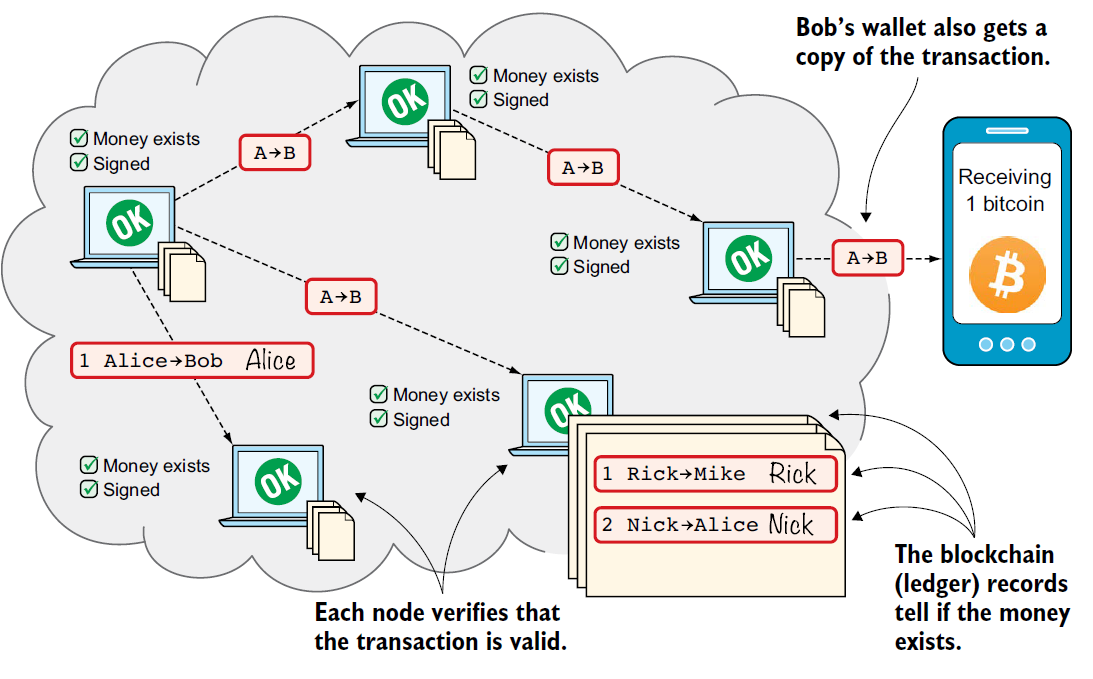 Bob's wallet also gets a
copy of the transaction.
Money exists
Signed
OK
Money exists
Signed
OK
A→B
A→B
Receiving
1 bitcoin
Money exists
Signed
OK
A→B
A→B
1 Alice→Bob Alice
Money exists
Signed
OK
Money exists
Signed
OK
1 Rick→Mike Rick
2 Nick→Alice Nick
The blockchain
(ledger) records
tell if the money
exists.
Each node verifies that
the transaction is valid.